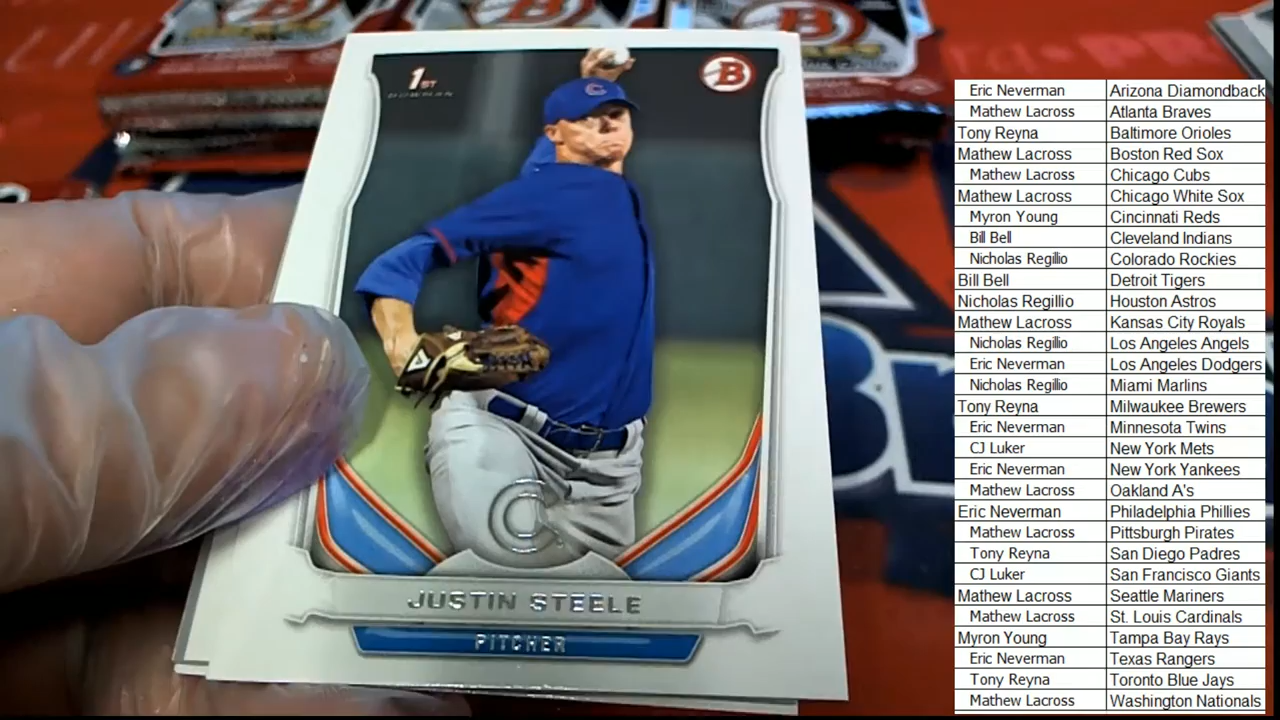 1ST
BOWMAN
B
C
C
JUSTIN STEELE
PITCHER
Eric Neverman Arizona Diamondback
Mathew Lacross Atlanta Braves
Tony Reyna Baltimore Orioles
Mathew Lacross Boston Red Sox
Mathew Lacross Chicago Cubs
Mathew Lacross Chicago White Sox
Myron Young Cincinnati Reds
Bill Bell Cleveland Indians
Nicholas Regillio Colorado Rockies
Bill Bell Detroit Tigers
Nicholas Regillio Houston Astros
Mathew Lacross Kansas City Royals
Nicholas Regillio Los Angeles Angels
Eric Neverman Los Angeles Dodgers
Nicholas Regillio Miami Marlins
Tony Reyna Milwaukee Brewers
Eric Neverman Minnesota Twins
CJ Luker New York Mets
Eric Neverman New York Yankees
Mathew Lacross Oakland A's
Eric Neverman Philadelphia Phillies
Mathew Lacross Pittsburgh Pirates
Tony Reyna San Diego Padres
CJ Luker San Francisco Giants
Mathew Lacross Seattle Mariners
Mathew Lacross St. Louis Cardinals
Myron Young Tampa Bay Rays
Eric Neverman Texas Rangers
Tony Reyna Toronto Blue Jays
Mathew Lacross Washington Nationals